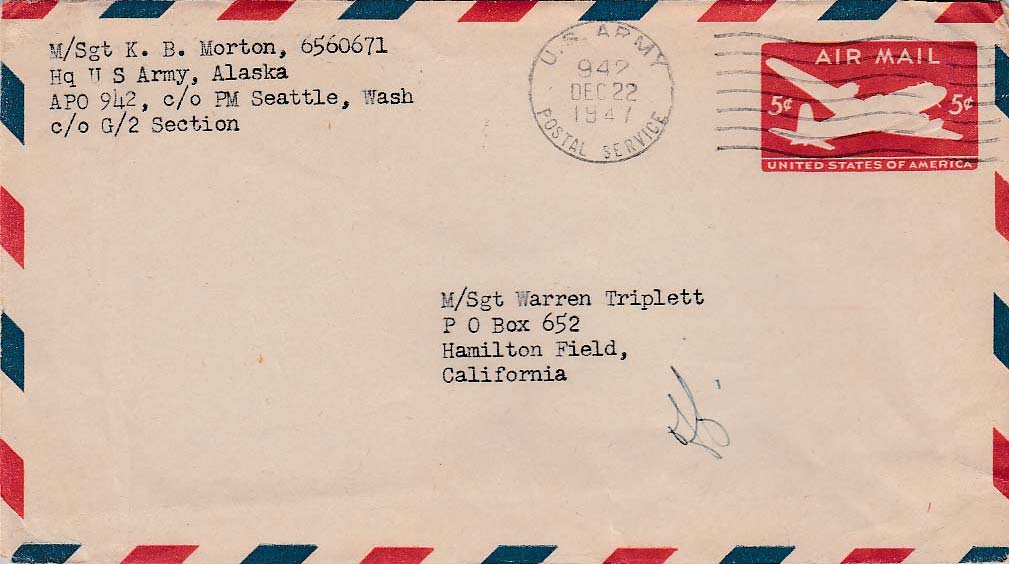 M/Sgt K. B. Morton, 6560671
Hq U S Army, Alaska
APO 942, c/o PM Seattle, Wash
c/o G/2 Section
U.S. ARMY
942
DEC 22
1947
POSTAL SERVICE
AIR MAIL
5¢ 5¢
UNITED STATES OF AMERICA
M/Sgt Warren Triplett
P O Box 652
Hamilton Field,
California